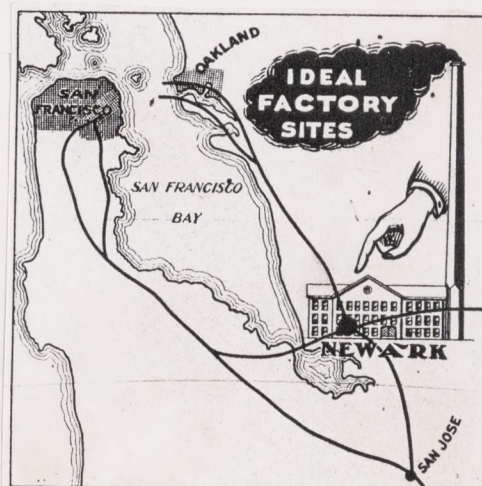 OAKLAND
SAN
FRANCISCO
IDEAL
FACTORY
SITES
SAN FRANCISCO
BAY
NEWARK
SAN JOSE